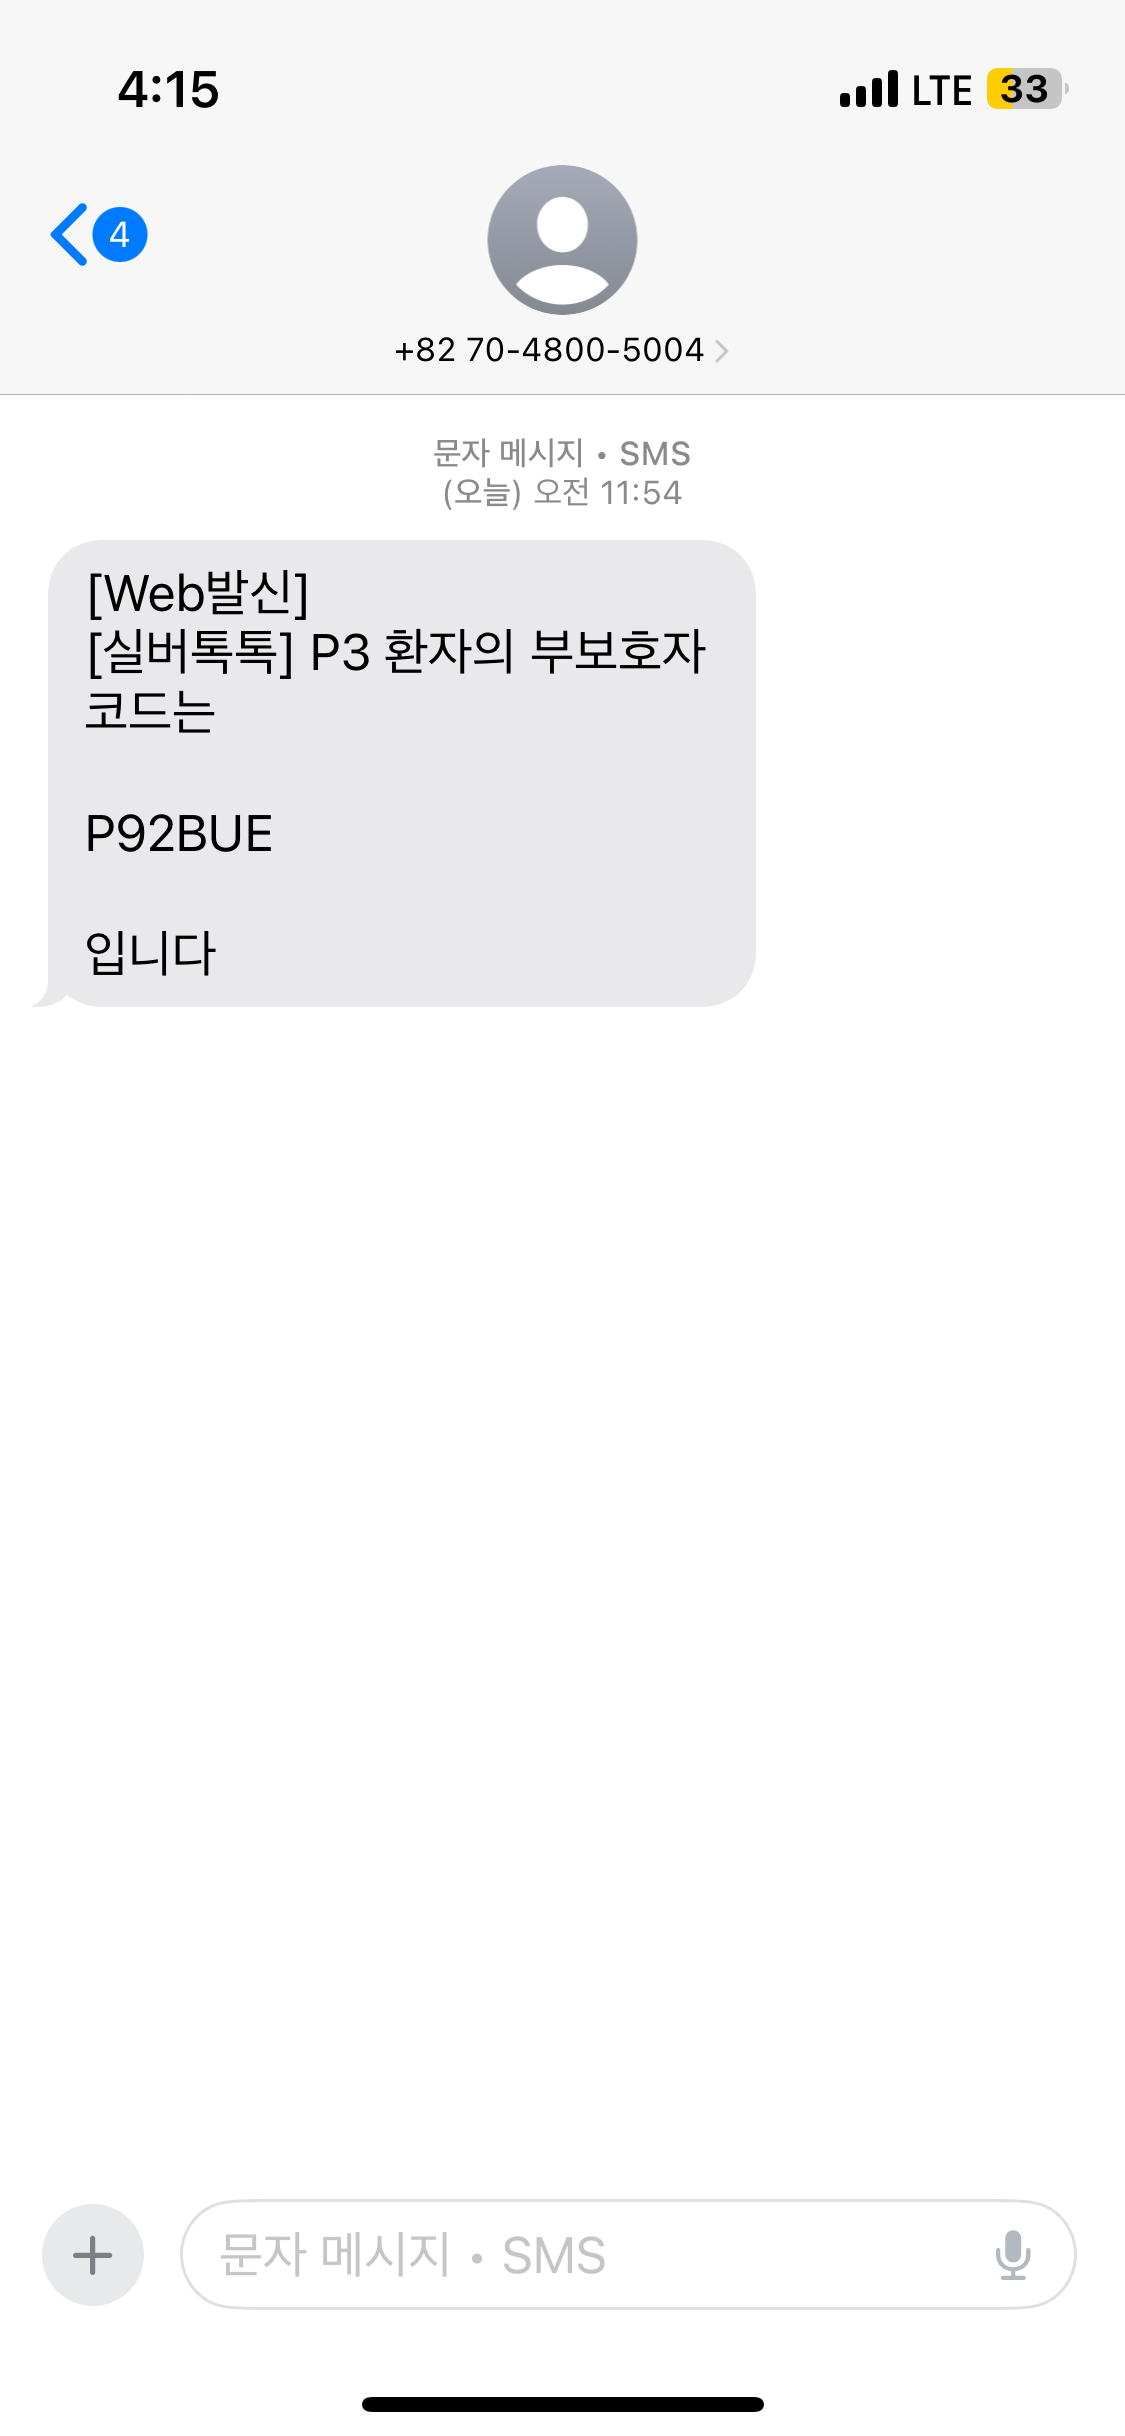 4:15
LTE 33
4
+82 70-4800-5004
문자 메시지 • SMS
(오늘) 오전 11:54
[Web발신]
[실버톡톡] P3 환자의 부보호자
코드는
P92BUE
입니다
문자 메시지 • SMS